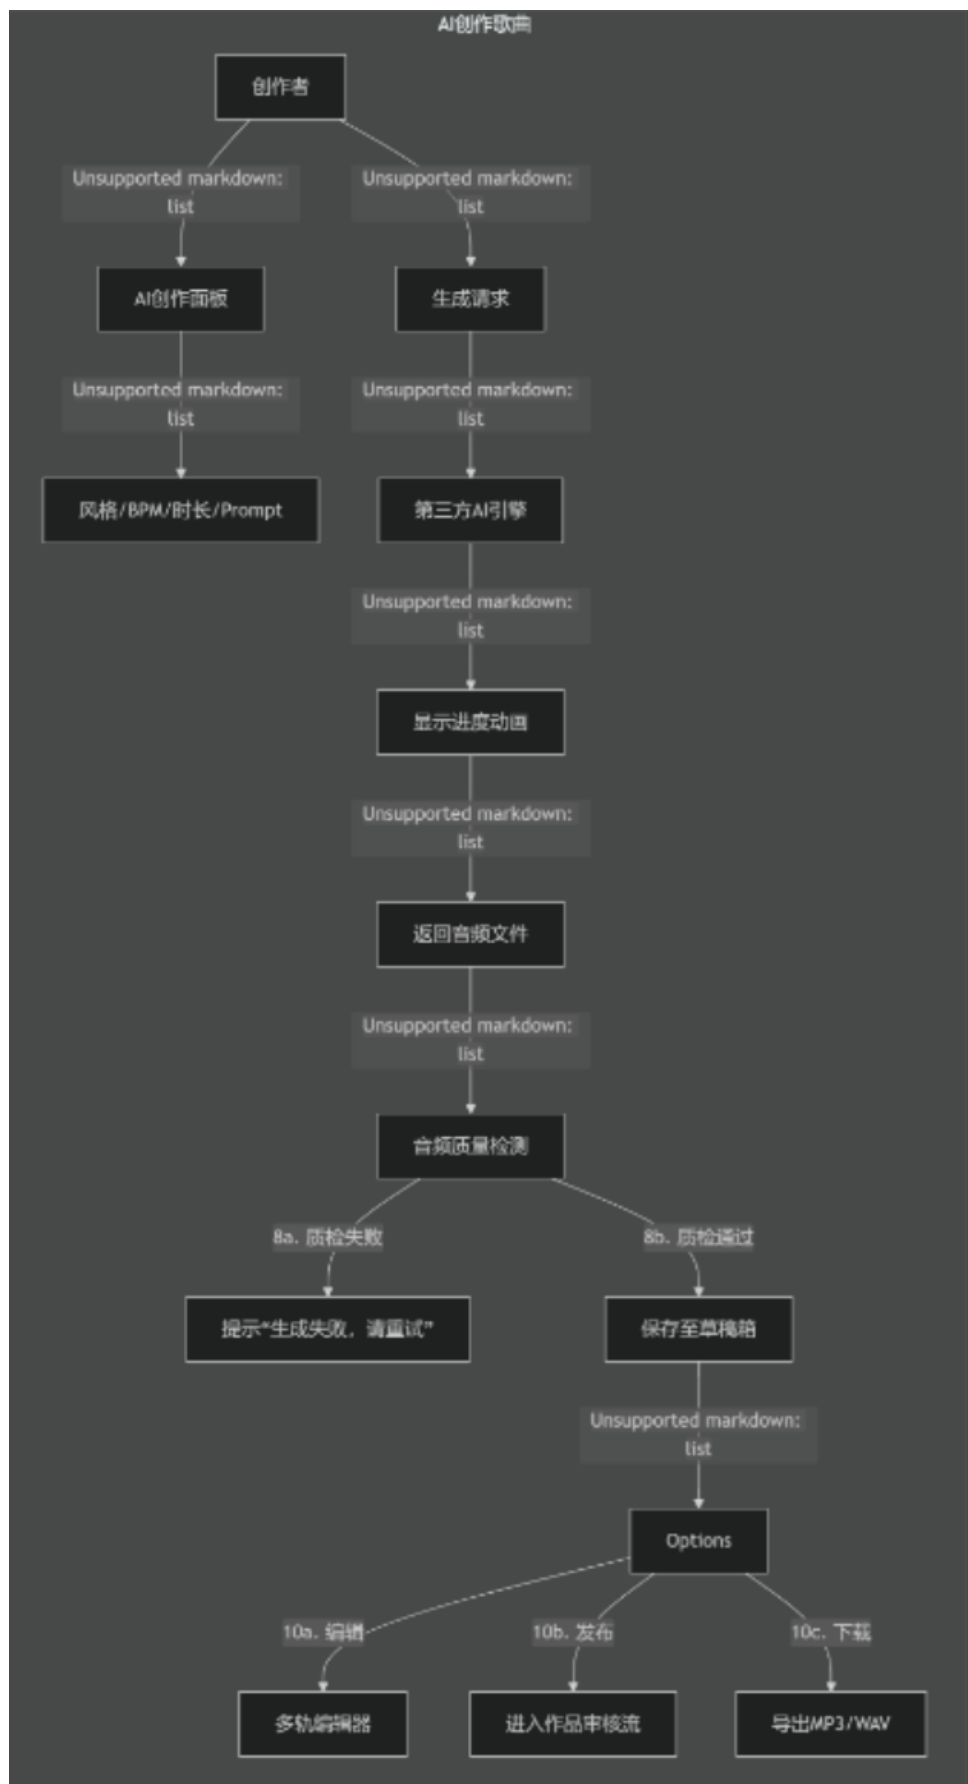 AI创作歌曲
创作者
Unsupported markdown:
list
Unsupported markdown:
list
AI创作面板
生成请求
Unsupported markdown:
list
Unsupported markdown:
list
风格/BPM/时长/Prompt
第三方AI引擎
Unsupported markdown:
list
显示进度动画
Unsupported markdown:
list
返回音频文件
Unsupported markdown:
list
音频质量检测
8a. 质检失败
8b. 质检通过
提示“生成失败，请重试”
保存至草稿箱
Unsupported markdown:
list
Options
10a. 编辑
10b. 发布
10c. 下载
多轨编辑器
进入作品审核流
导出MP3/WAV